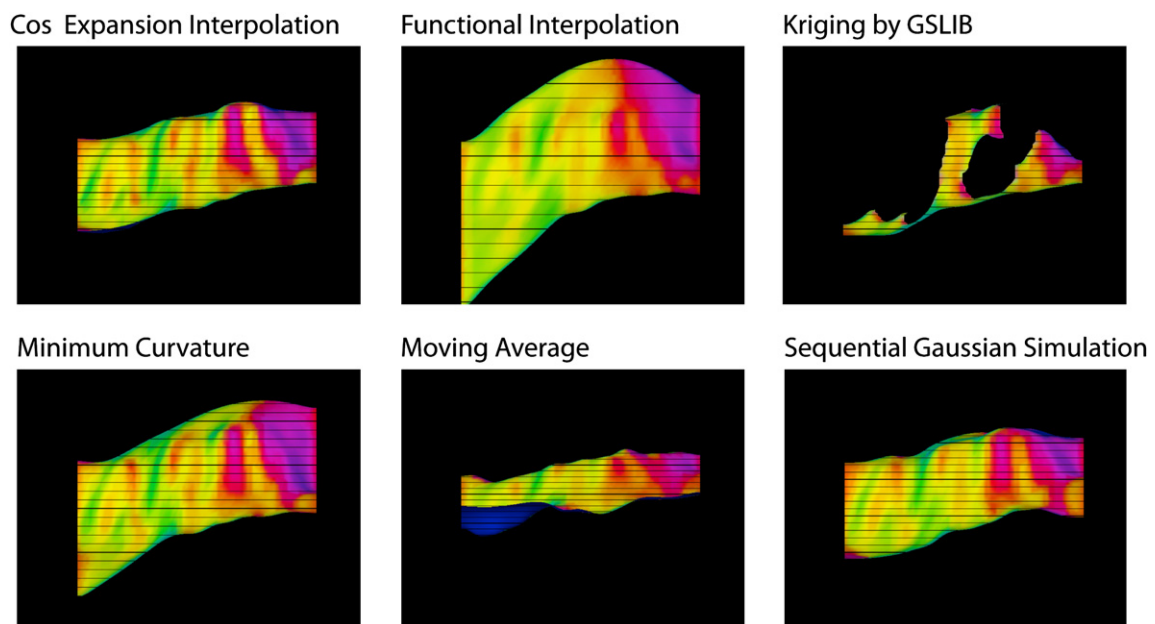 Cos Expansion Interpolation
Functional Interpolation
Kriging by GSLIB
Minimum Curvature
Moving Average
Sequential Gaussian Simulation